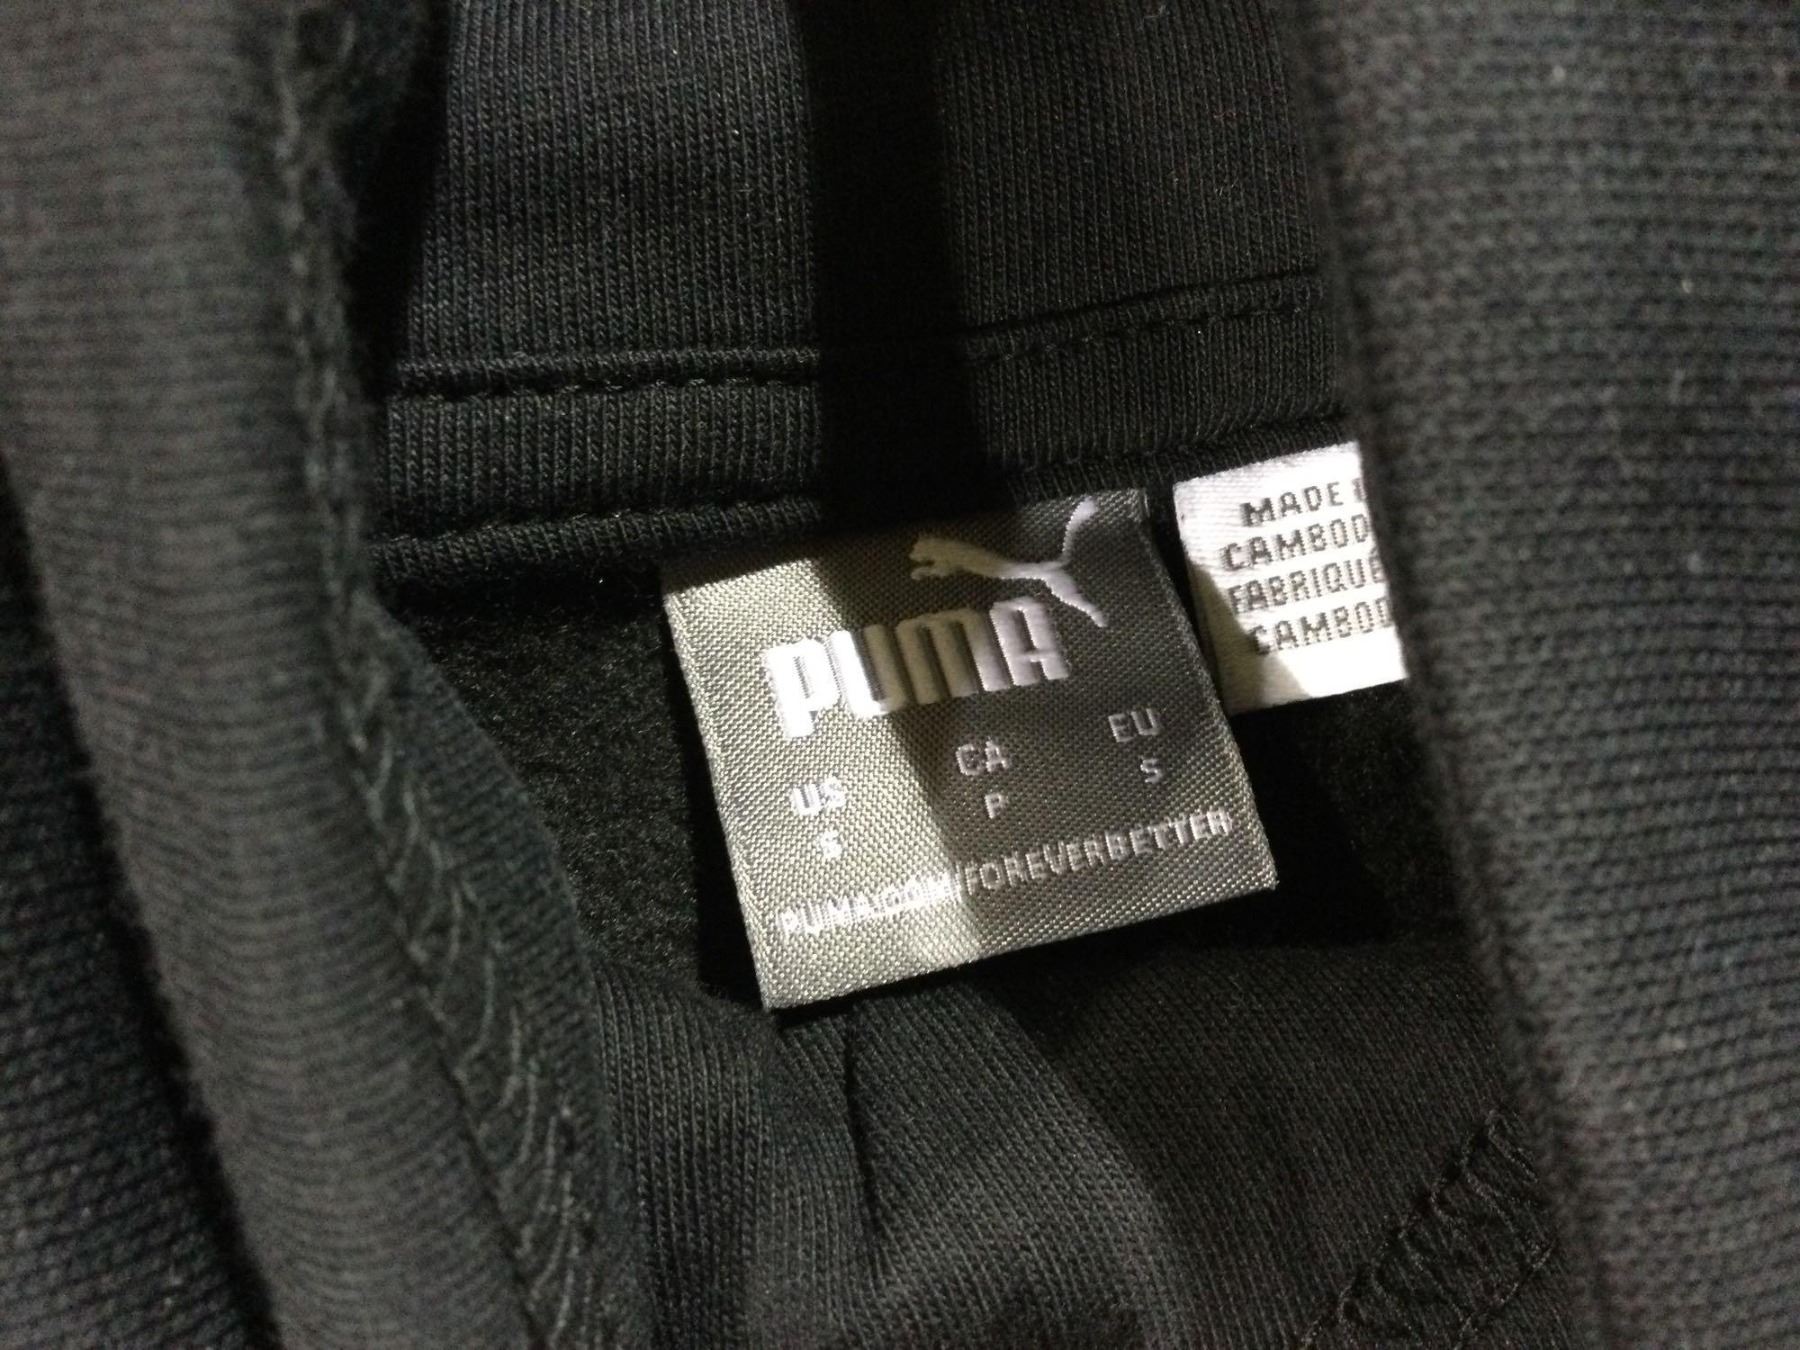 PUMA
US CA EU
S P S
PUMA.COM/FOREVERBETTER
MADE
CAMBOD
FABRIQUÉ
CAMBOD